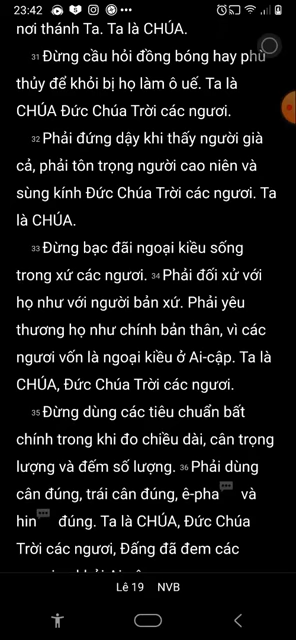 23:42
nơi thánh Ta. Ta là CHÚA.
31 Đừng cầu hỏi đồng bóng hay phù
thủy để khỏi bị họ làm ô uế. Ta là
CHÚA Đức Chúa Trời các ngươi.
32 Phải đứng dậy khi thấy người già
cả, phải tôn trọng người cao niên và
sùng kính Đức Chúa Trời các ngươi. Ta
là CHÚA.
33 Đừng bạc đãi ngoại kiều sống
trong xứ các ngươi. 34 Phải đối xử với
họ như với người bản xứ. Phải yêu
thương họ như chính bản thân, vì các
ngươi vốn là ngoại kiều ở Ai-cập. Ta là
CHÚA, Đức Chúa Trời các ngươi.
35 Đừng dùng các tiêu chuẩn bất
chính trong khi đo chiều dài, cân trọng
lượng và đếm số lượng. 36 Phải dùng
cân đúng, trái cân đúng, ê-pha và
hin đúng. Ta là CHÚA, Đức Chúa
Trời các ngươi, Đấng đã đem các
Lê 19 NVB